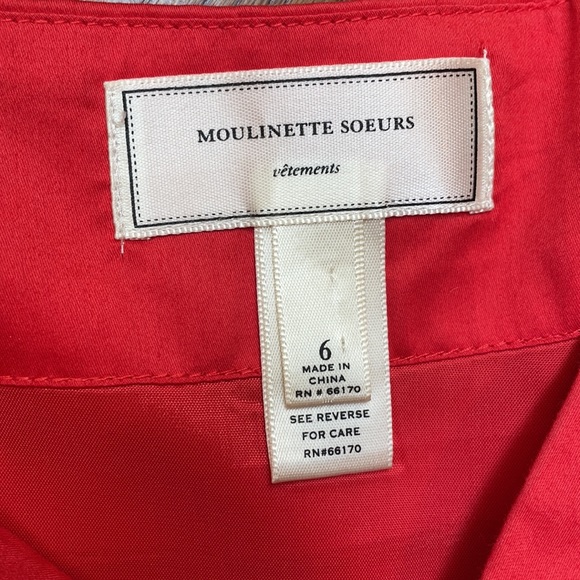 MOULINETTE SOEURS
vêtements
6
MADE IN
CHINA
RN # 66170
SEE REVERSE
FOR CARE
RN#66170